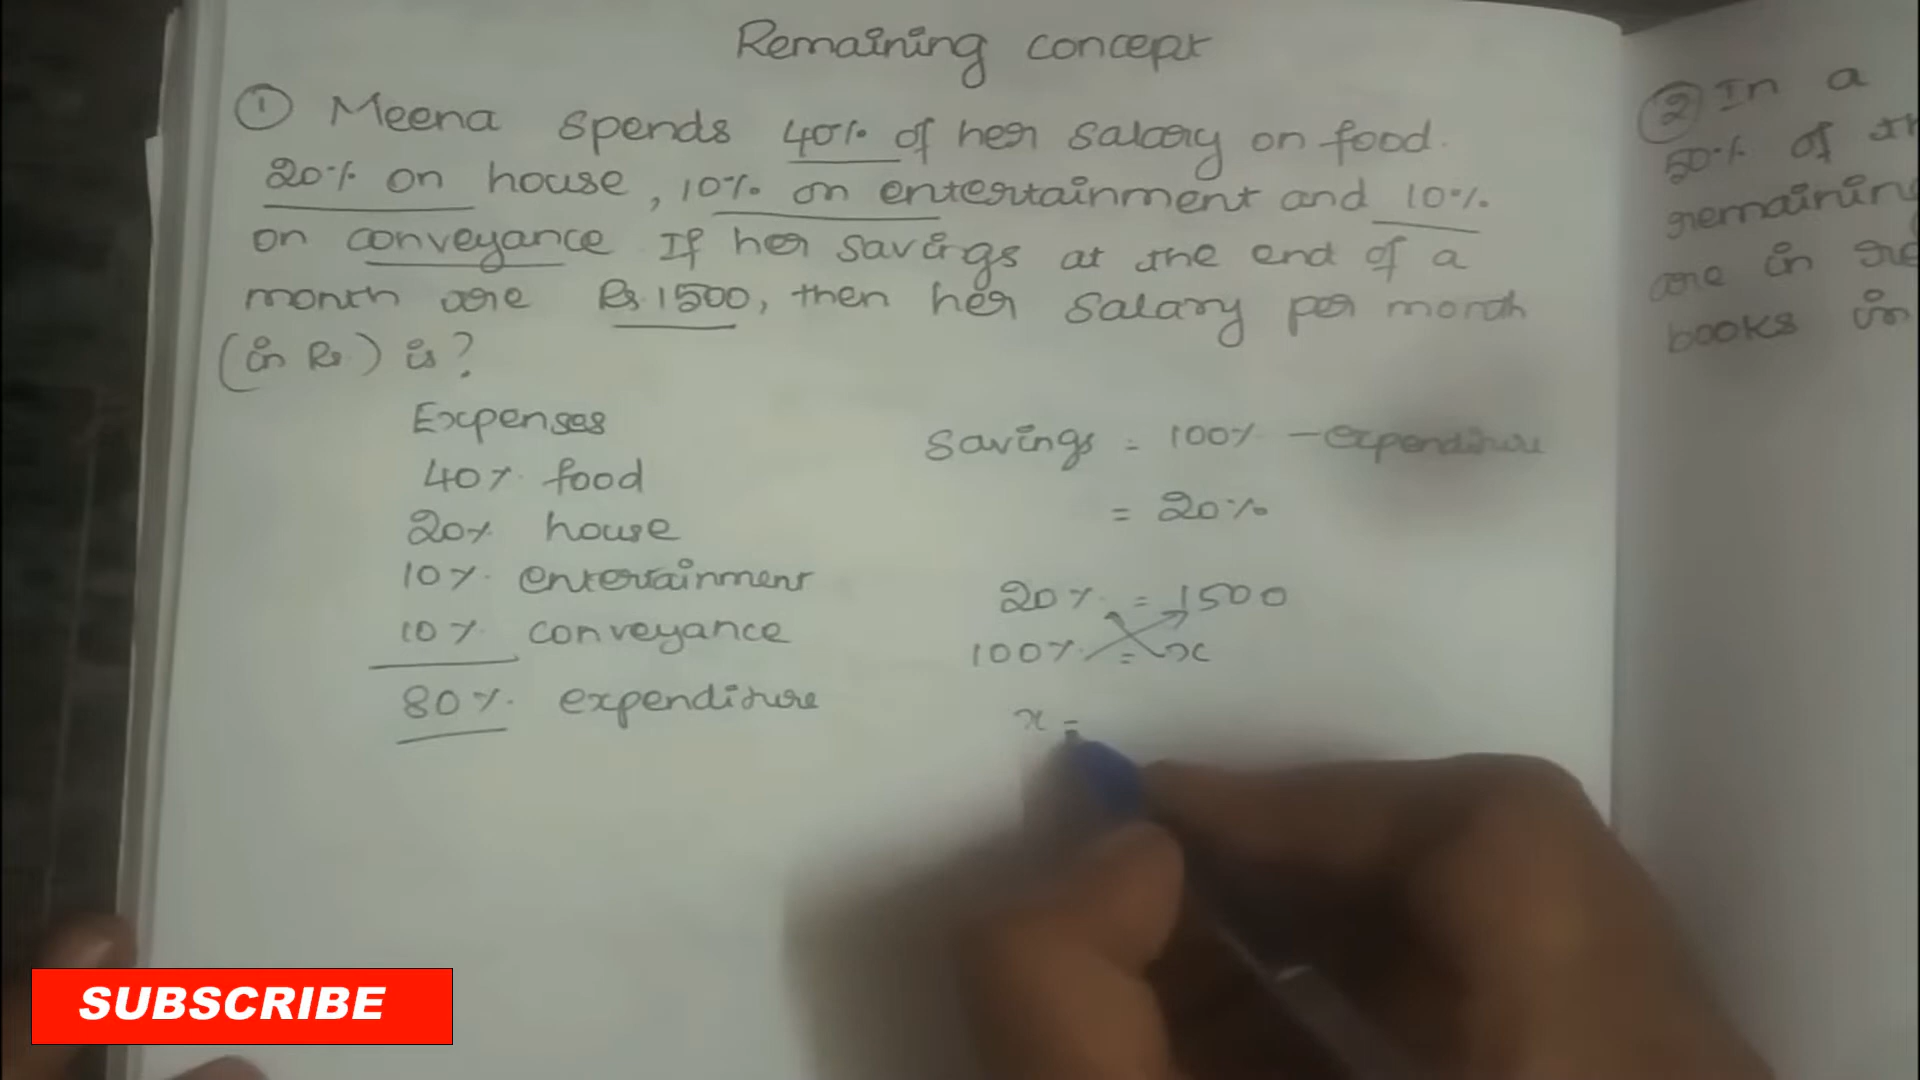 Remaining concept
① Meena spends 40% of her salary on food.
20% on house, 10% on entertainment and 10%
on conveyance If her savings at the end of a
month are Rs.1500, then her salary per month
(in Rs) is?
Expenses
40% food
20% house
10% entertainment
10% conveyance
80% expenditure
Savings = 100% - expenditure
= 20%
20% = 1500
100% = x
x =
② In a
50% of
remaining
are in
books in
SUBSCRIBE